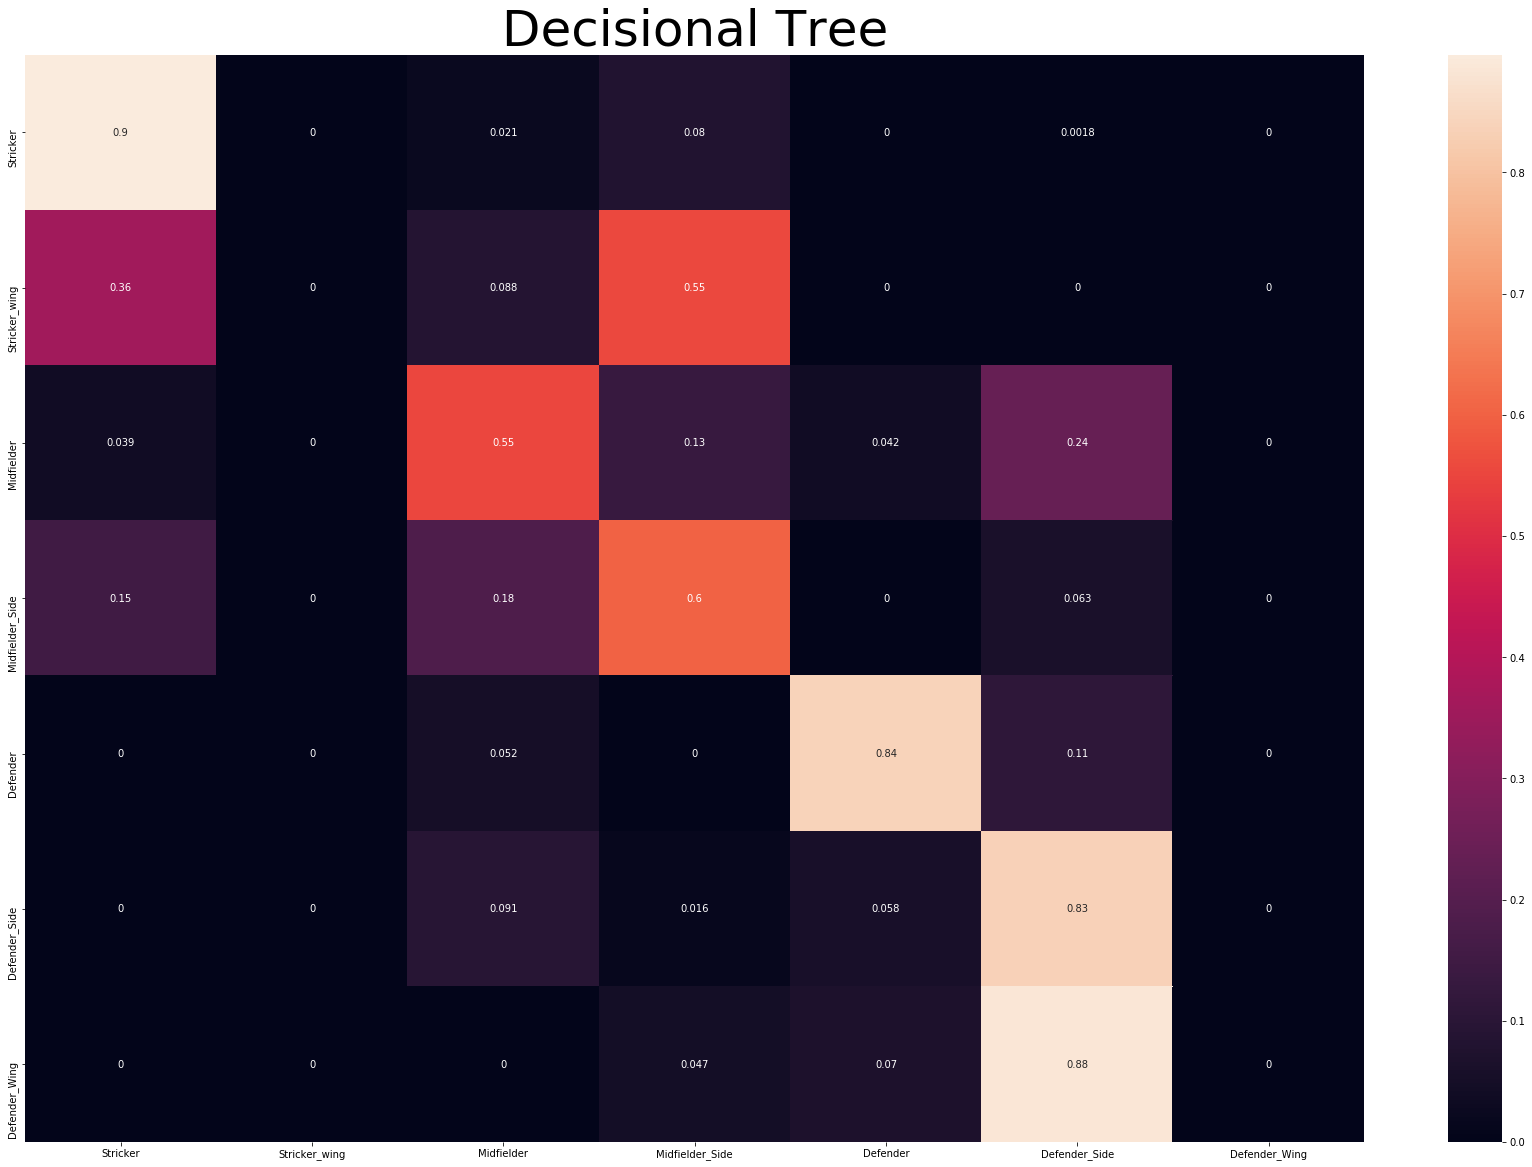 Decisional Tree
Stricker 0.9 0 0.021 0.08 0 0.0018 0
Stricker_wing 0.36 0 0.088 0.55 0 0 0
Midfielder 0.039 0 0.55 0.13 0.042 0.24 0
Midfielder_Side 0.15 0 0.18 0.6 0 0.063 0
Defender 0 0 0.052 0 0.84 0.11 0
Defender_Side 0 0 0.091 0.016 0.058 0.83 0
Defender_Wing 0 0 0 0.047 0.07 0.88 0
Stricker Stricker_wing Midfielder Midfielder_Side Defender Defender_Side Defender_Wing
0.8
0.7
0.6
0.5
0.4
0.3
0.2
0.1
0.0